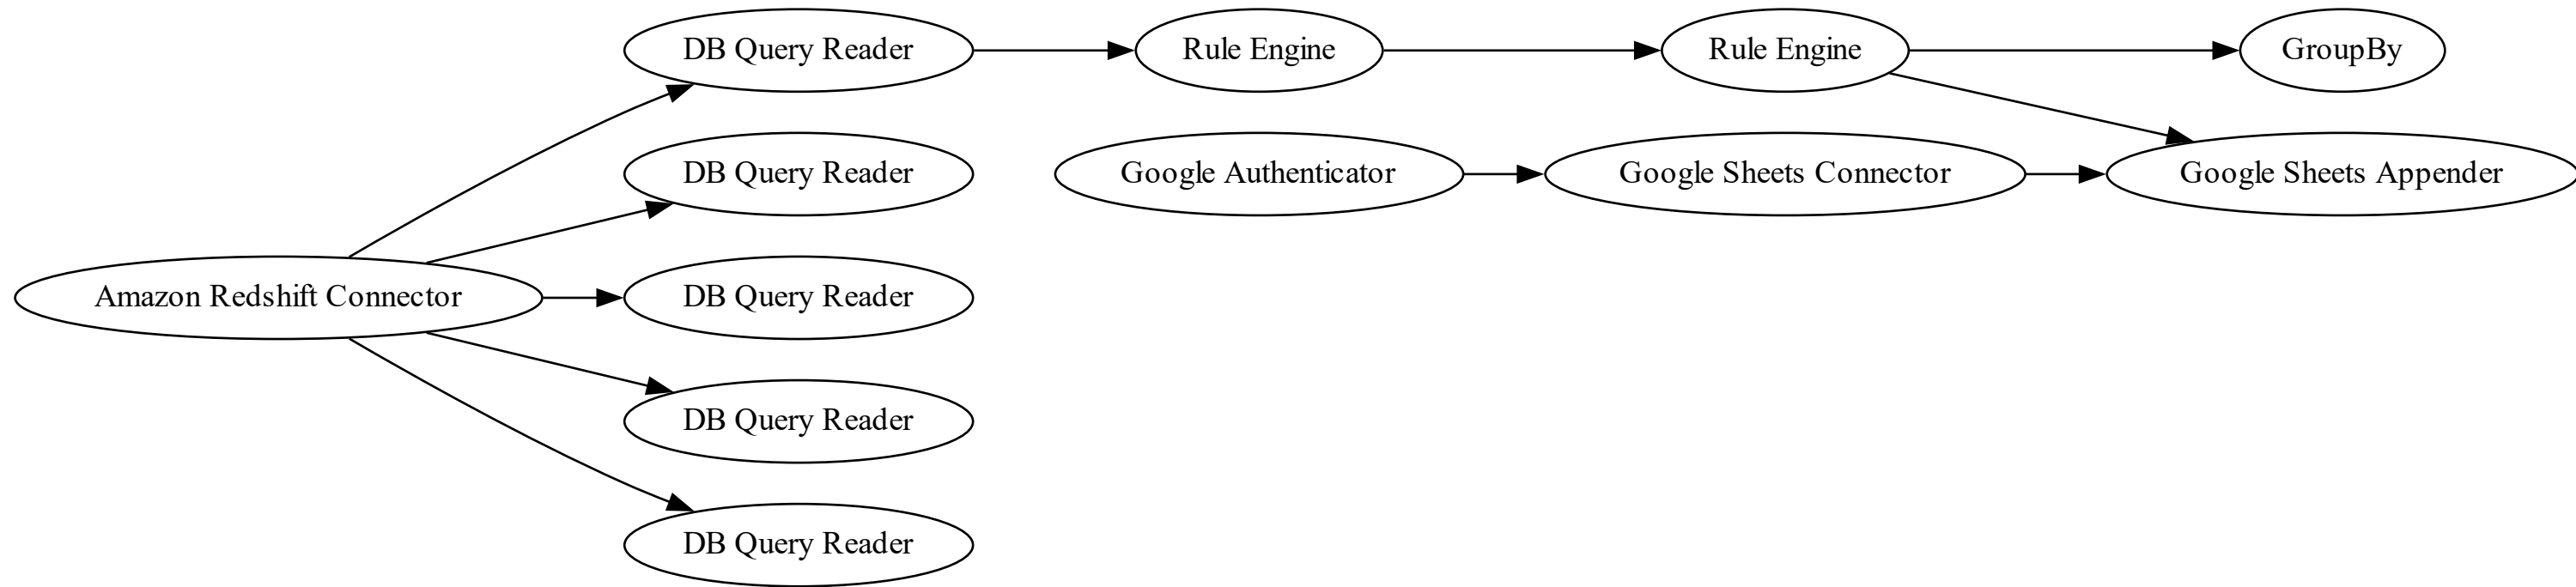 DB Query Reader
Rule Engine
Rule Engine
GroupBy
DB Query Reader
Google Authenticator
Google Sheets Connector
Google Sheets Appender
Amazon Redshift Connector
DB Query Reader
DB Query Reader
DB Query Reader